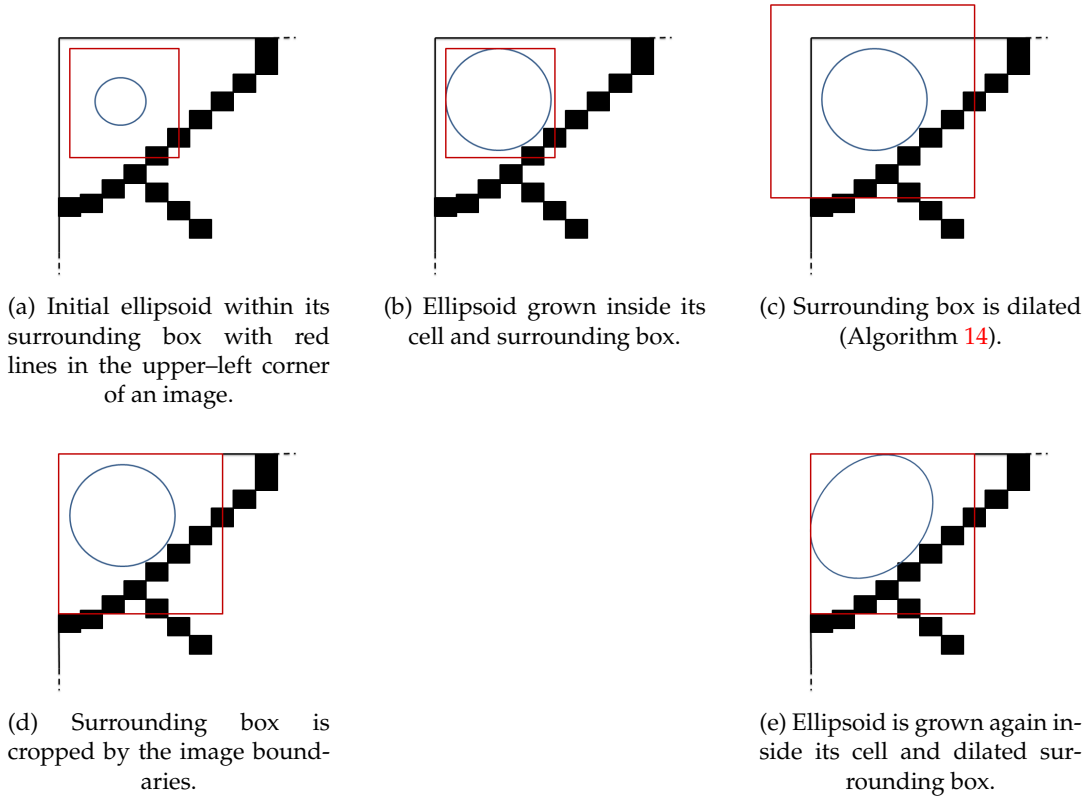 (a) Initial ellipsoid within its
surrounding box with red
lines in the upper–left corner
of an image.
(b) Ellipsoid grown inside its
cell and surrounding box.
(c) Surrounding box is dilated
(Algorithm 14).
(d) Surrounding box is
cropped by the image bound-
aries.
(e) Ellipsoid is grown again in-
side its cell and dilated sur-
rounding box.